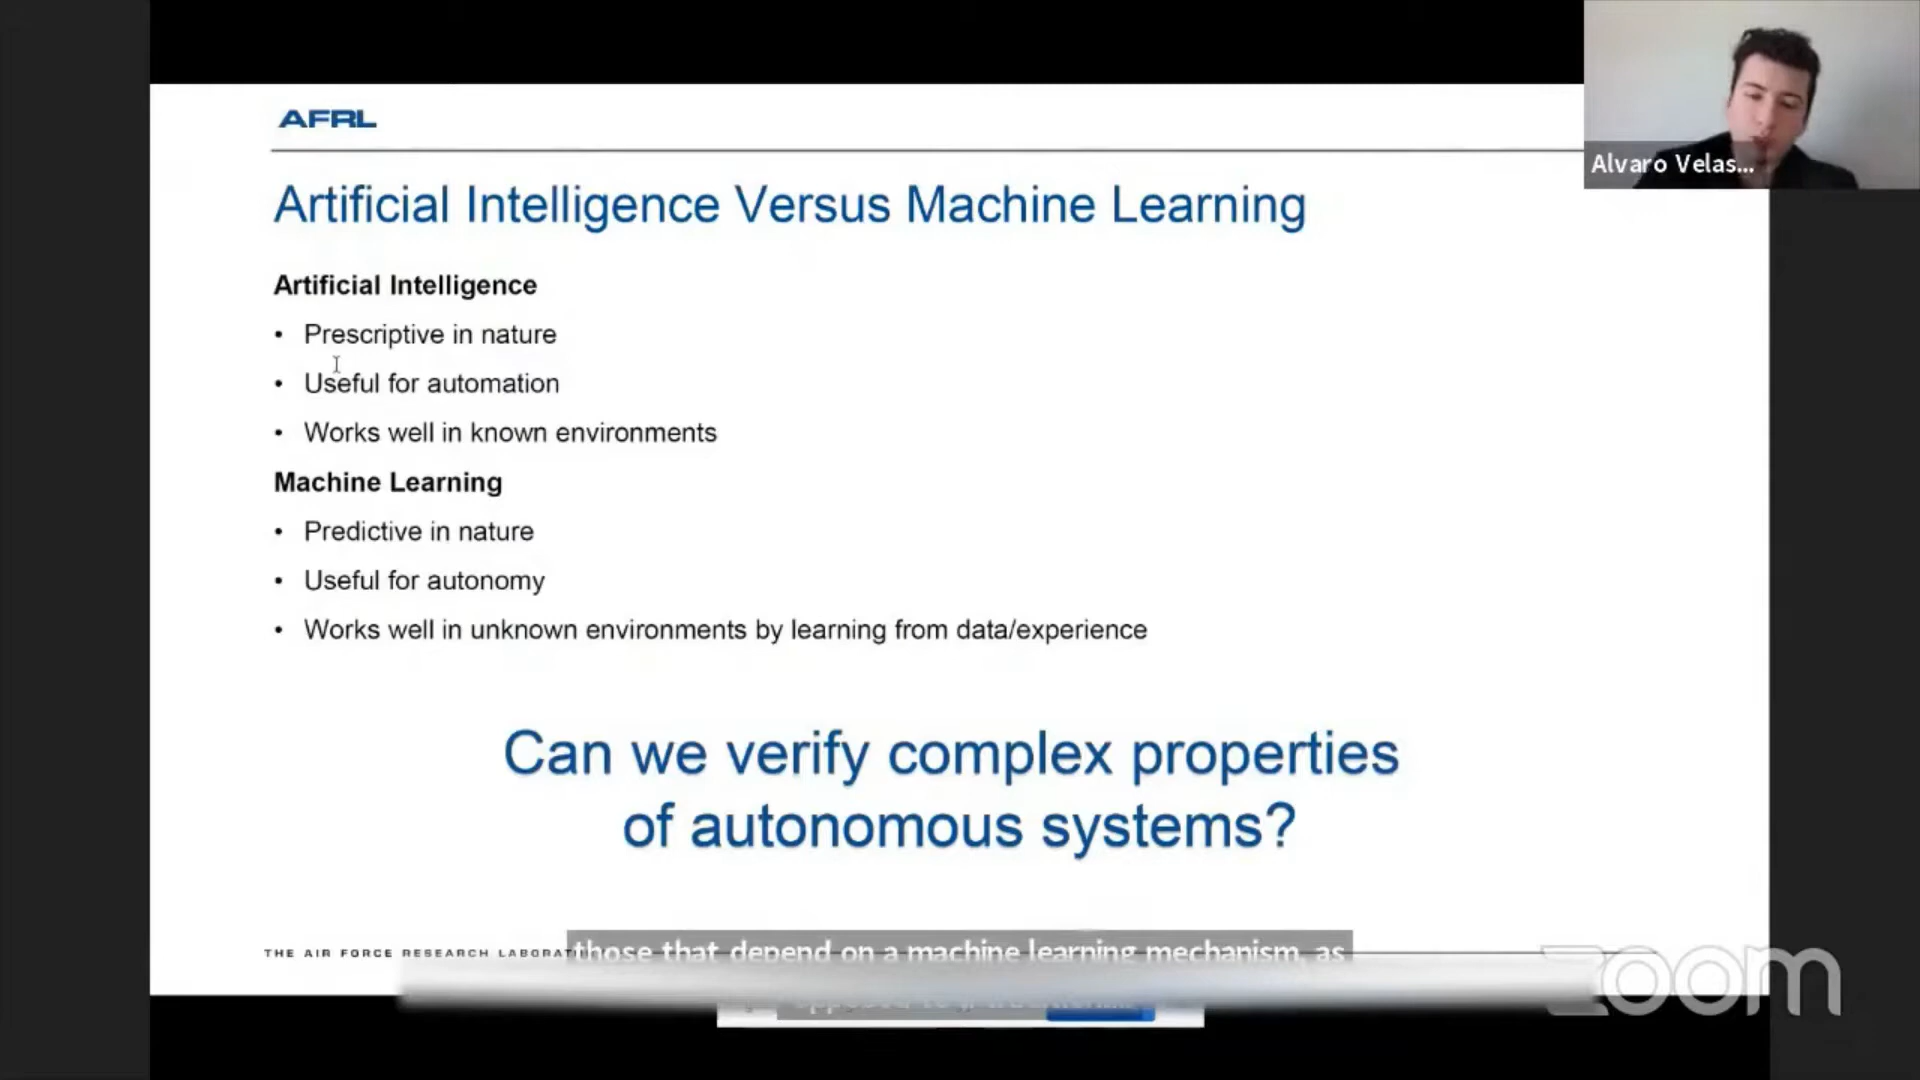 AFRL
Alvaro Velas...
Artificial Intelligence Versus Machine Learning
Artificial Intelligence
• Prescriptive in nature
• Useful for automation
• Works well in known environments
Machine Learning
• Predictive in nature
• Useful for autonomy
• Works well in unknown environments by learning from data/experience
Can we verify complex properties
of autonomous systems?
THE AIR FORCE RESEARCH
those that depend on a machine learning mechanism, as
zoom